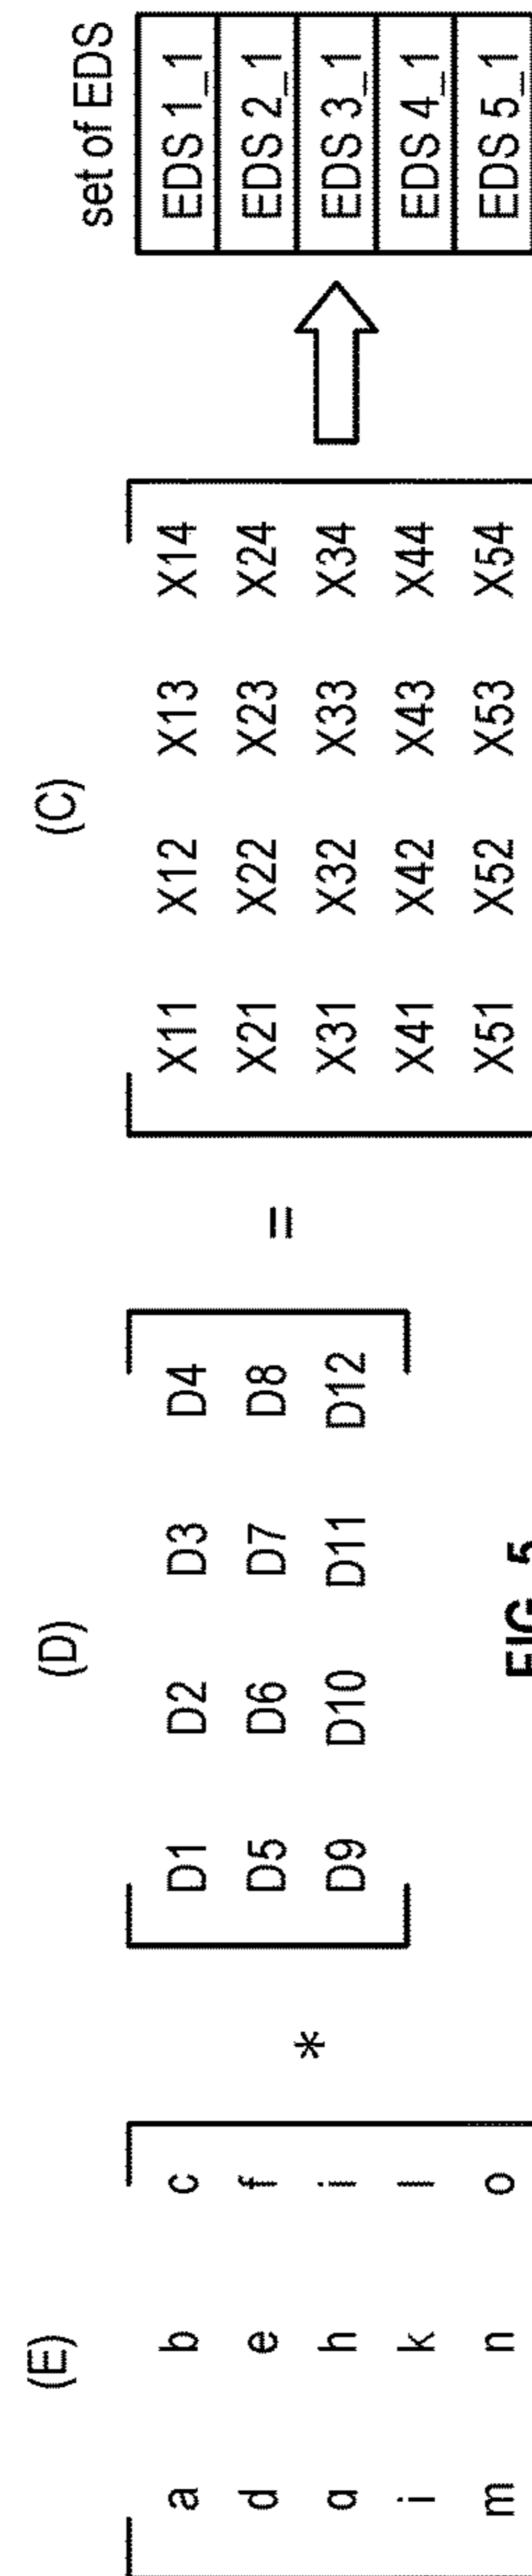 (E) (D) (C) set of EDS
a b c D1 D2 D3 D4 X11 X12 X13 X14 EDS 1_1
d e f * D5 D6 D7 D8 = X21 X22 X23 X24 EDS 2_1
h i D9 D10 D11 D12 X31 X32 X33 X34 EDS 3_1
k l X41 X42 X43 X44 EDS 4_1
m n o X51 X52 X53 X54 EDS 5_1
FIG. 5